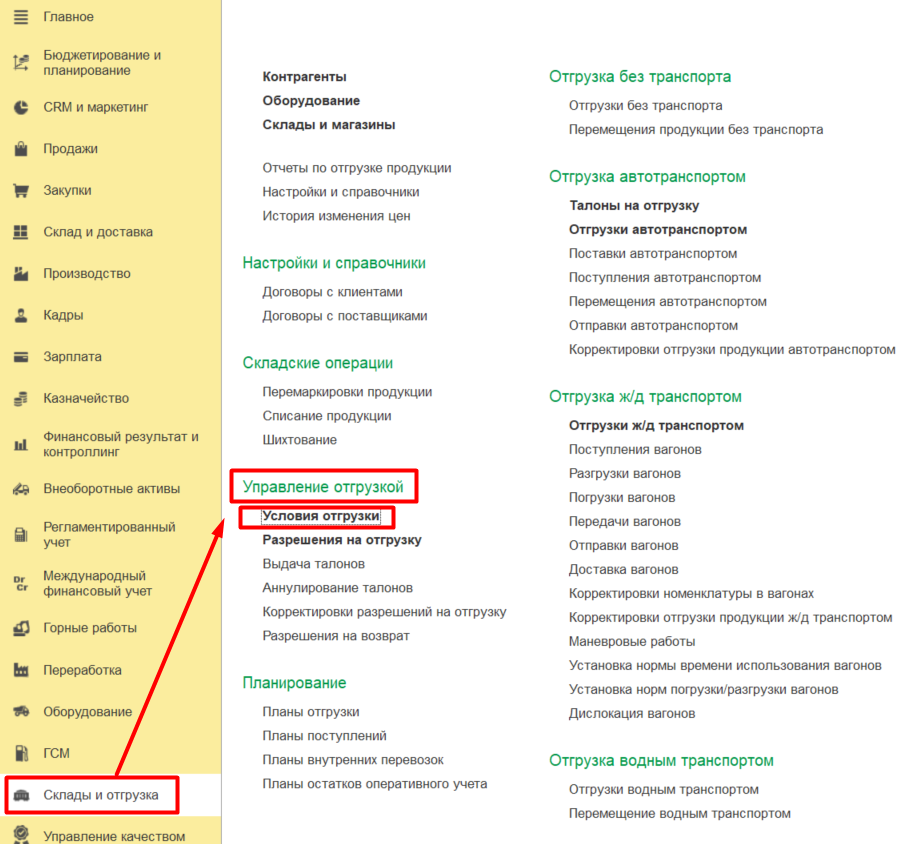 Главное
Бюджетирование и
планирование
CRM и маркетинг
Продажи
Закупки
Склад и доставка
Производство
Кадры
Зарплата
Казначейство
Финансовый результат и
контроллинг
Внеоборотные активы
Регламентированный
учет
Dr
Cr
Международный
финансовый учет
Горные работы
Переработка
Оборудование
ГСМ
Склады и отгрузка
Управление качеством
Контрагенты
Оборудование
Склады и магазины
Отчеты по отгрузке продукции
Настройки и справочники
История изменения цен
Настройки и справочники
Договоры с клиентами
Договоры с поставщиками
Складские операции
Перемаркировки продукции
Списание продукции
Шихтование
Управление отгрузкой
Условия отгрузки
Разрешения на отгрузку
Выдача талонов
Аннулирование талонов
Корректировки разрешений на отгрузку
Разрешения на возврат
Планирование
Планы отгрузки
Планы поступлений
Планы внутренних перевозок
Планы остатков оперативного учета
Отгрузка без транспорта
Отгрузки без транспорта
Перемещения продукции без транспорта
Отгрузка автотранспортом
Талоны на отгрузку
Отгрузки автотранспортом
Поставки автотранспортом
Поступления автотранспортом
Перемещения автотранспортом
Отправки автотранспортом
Корректировки отгрузки продукции автотранспортом
Отгрузка ж/д транспортом
Отгрузки ж/д транспортом
Поступления вагонов
Разгрузки вагонов
Погрузки вагонов
Передачи вагонов
Отправки вагонов
Доставка вагонов
Корректировки номенклатуры в вагонах
Корректировки отгрузки продукции ж/д транспортом
Маневровые работы
Установка нормы времени использования вагонов
Установка норм погрузки/разгрузки вагонов
Дислокация вагонов
Отгрузка водным транспортом
Отгрузки водным транспортом
Перемещение водным транспортом